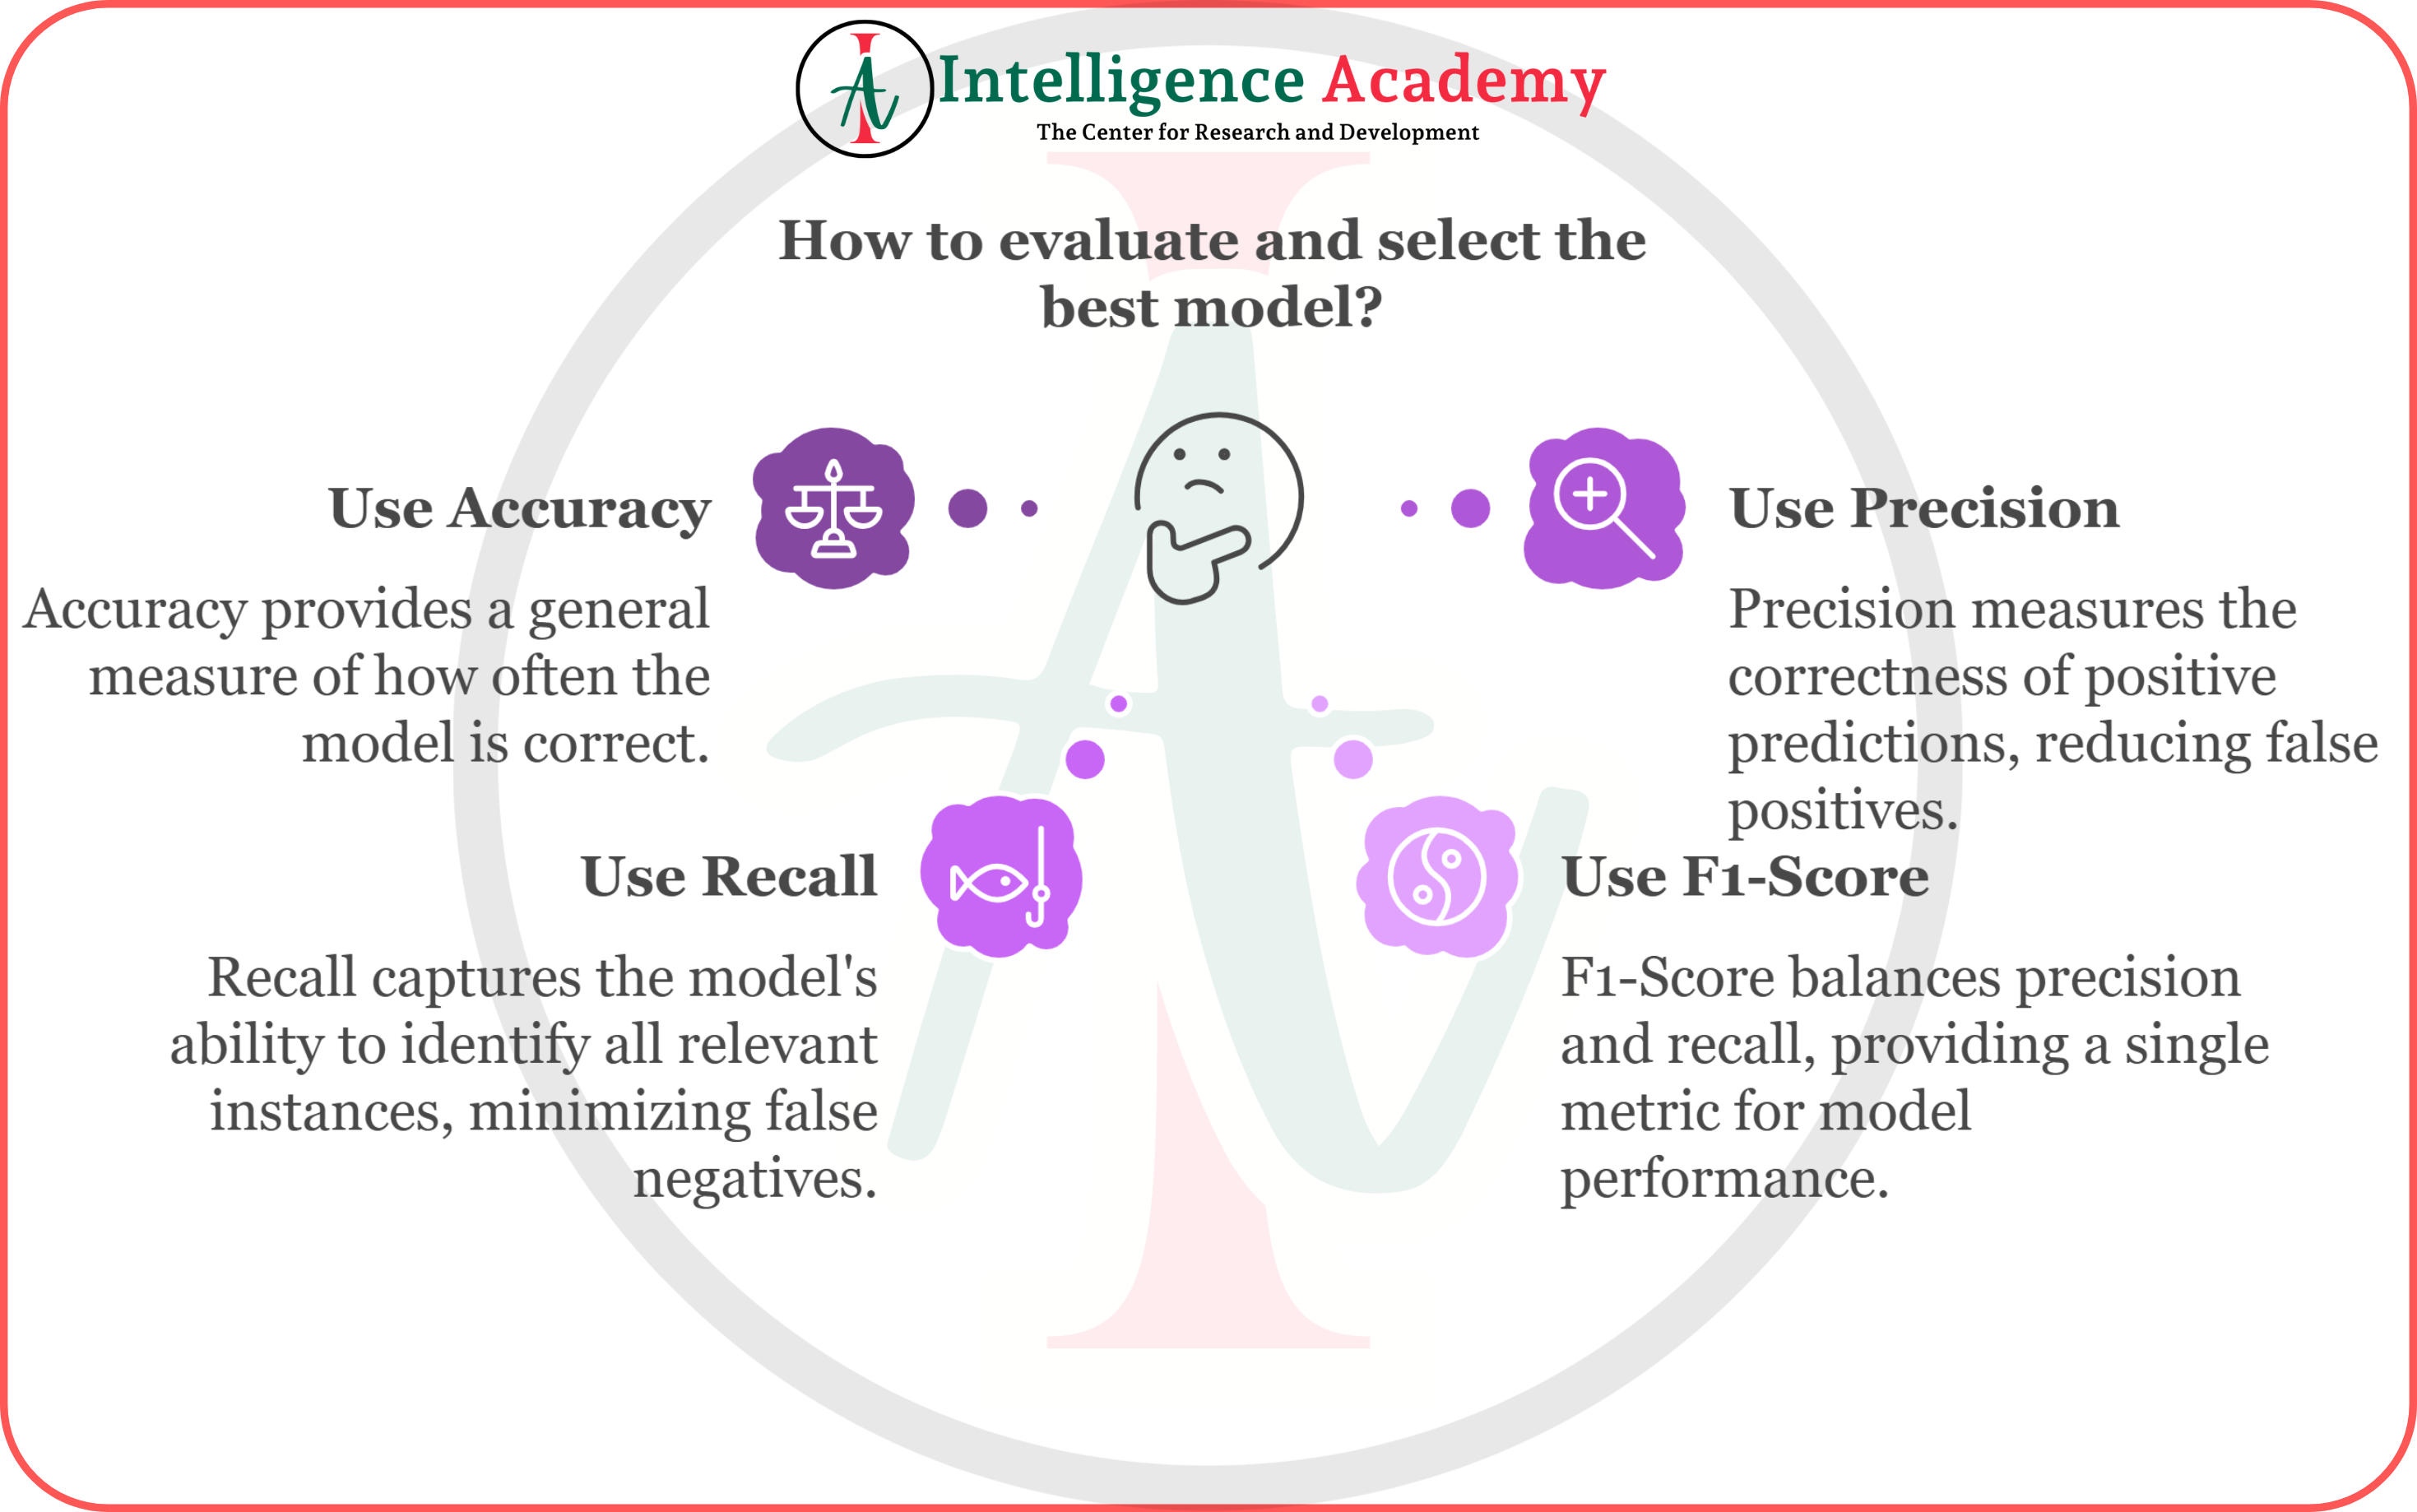 Intelligence Academy
The Center for Research and Development
How to evaluate and select the
best model?
Use Accuracy
Accuracy provides a general
measure of how often the
model is correct.
Use Precision
Precision measures the
correctness of positive
predictions, reducing false
positives.
Use Recall
Recall captures the model's
ability to identify all relevant
instances, minimizing false
negatives.
Use F1-Score
F1-Score balances precision
and recall, providing a single
metric for model
performance.